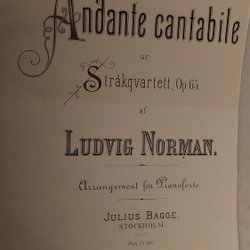 Andante cantabile
ur
Stråkqvartett, Op. 65.
af
LUDVIG NORMAN.
Arrangement för Pianoforte.
JULIUS BAGGE,
STOCKHOLM.